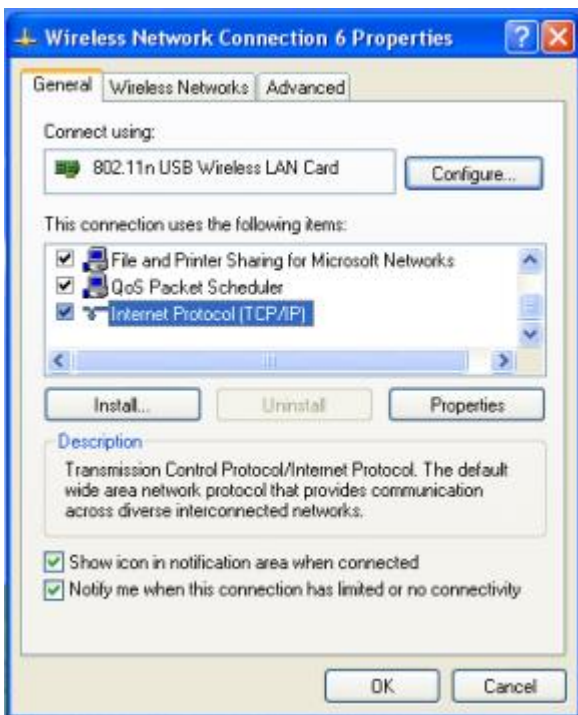 Wireless Network Connection 6 Properties
General Wireless Networks Advanced
Connect using:
802.11n USB Wireless LAN Card
Configure...
This connection uses the following items:
File and Printer Sharing for Microsoft Networks
QoS Packet Scheduler
Internet Protocol (TCP/IP)
Install... Uninstall Properties
Description
Transmission Control Protocol/Internet Protocol. The default
wide area network protocol that provides communication
across diverse interconnected networks.
Show icon in notification area when connected
Notify me when this connection has limited or no connectivity
OK Cancel